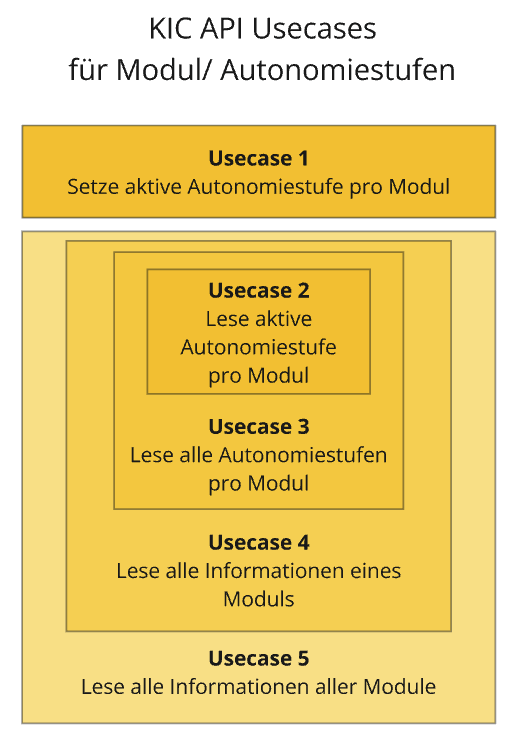 KIC API Usecases
für Modul/ Autonomiestufen
Usecase 1
Setze aktive Autonomiestufe pro Modul
Usecase 2
Lese aktive
Autonomiestufe
pro Modul
Usecase 3
Lese alle Autonomiestufen
pro Modul
Usecase 4
Lese alle Informationen eines
Moduls
Usecase 5
Lese alle Informationen aller Module